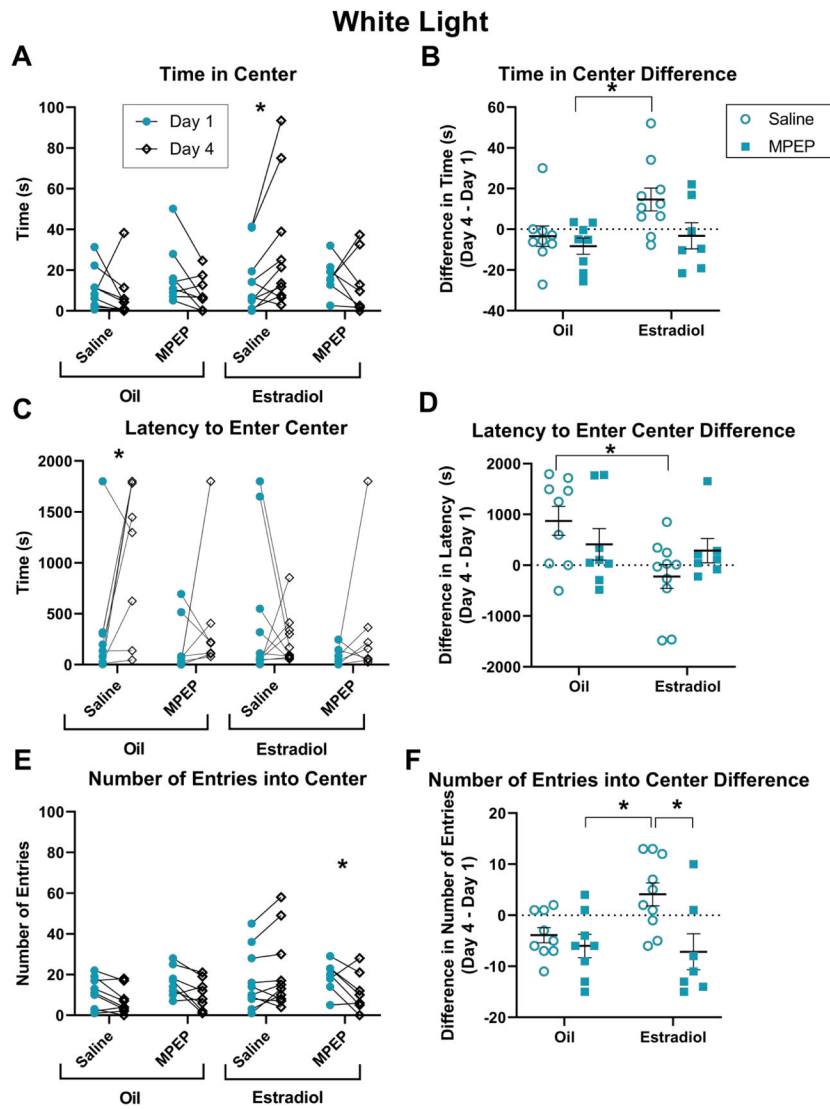 White Light
A
Time in Center
*
Day 1
Day 4
Time (s)
100
80
60
40
20
0
Saline
MPEP
Saline
MPEP
Oil
Estradiol
B
Time in Center Difference
*
Saline
MPEP
Difference in Time (s)
(Day 4 - Day 1)
60
40
20
0
-20
-40
Oil
Estradiol
C
Latency to Enter Center
*
Time (s)
2000
1500
1000
500
0
Saline
MPEP
Saline
MPEP
Oil
Estradiol
D
Latency to Enter Center Difference
*
Difference in Latency (s)
(Day 4 - Day 1)
2000
1000
0
-1000
-2000
Oil
Estradiol
E
Number of Entries into Center
*
Number of Entries
100
80
60
40
20
0
Saline
MPEP
Saline
MPEP
Oil
Estradiol
F
Number of Entries into Center Difference
*
*
Difference in Number of Entries
(Day 4 - Day 1)
20
10
0
-10
-20
Oil
Estradiol